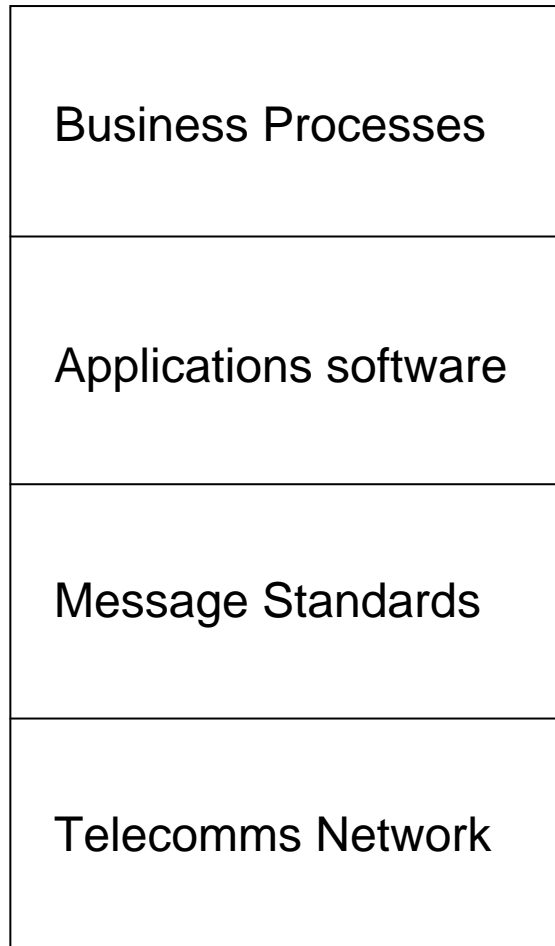 Business Processes
Applications software
Message Standards
Telecomms Network